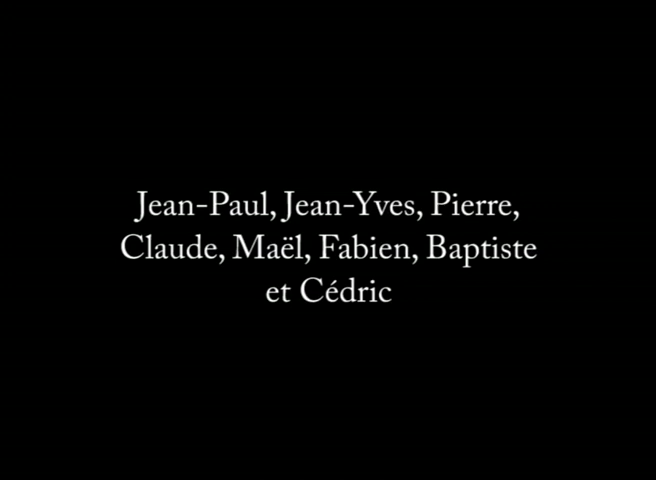 Jean-Paul, Jean-Yves, Pierre,
Claude, Maël, Fabien, Baptiste
et Cédric